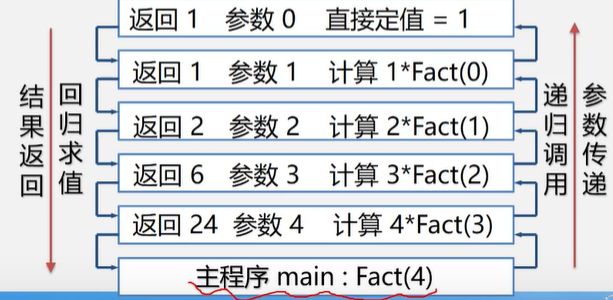 返回 1 参数 0 直接定值 = 1
返回 1 参数 1 计算 1*Fact(0)
返回 2 参数 2 计算 2*Fact(1)
返回 6 参数 3 计算 3*Fact(2)
返回 24 参数 4 计算 4*Fact(3)
主程序 main : Fact(4)
结果返回
回归求值
递归调用
参数传递